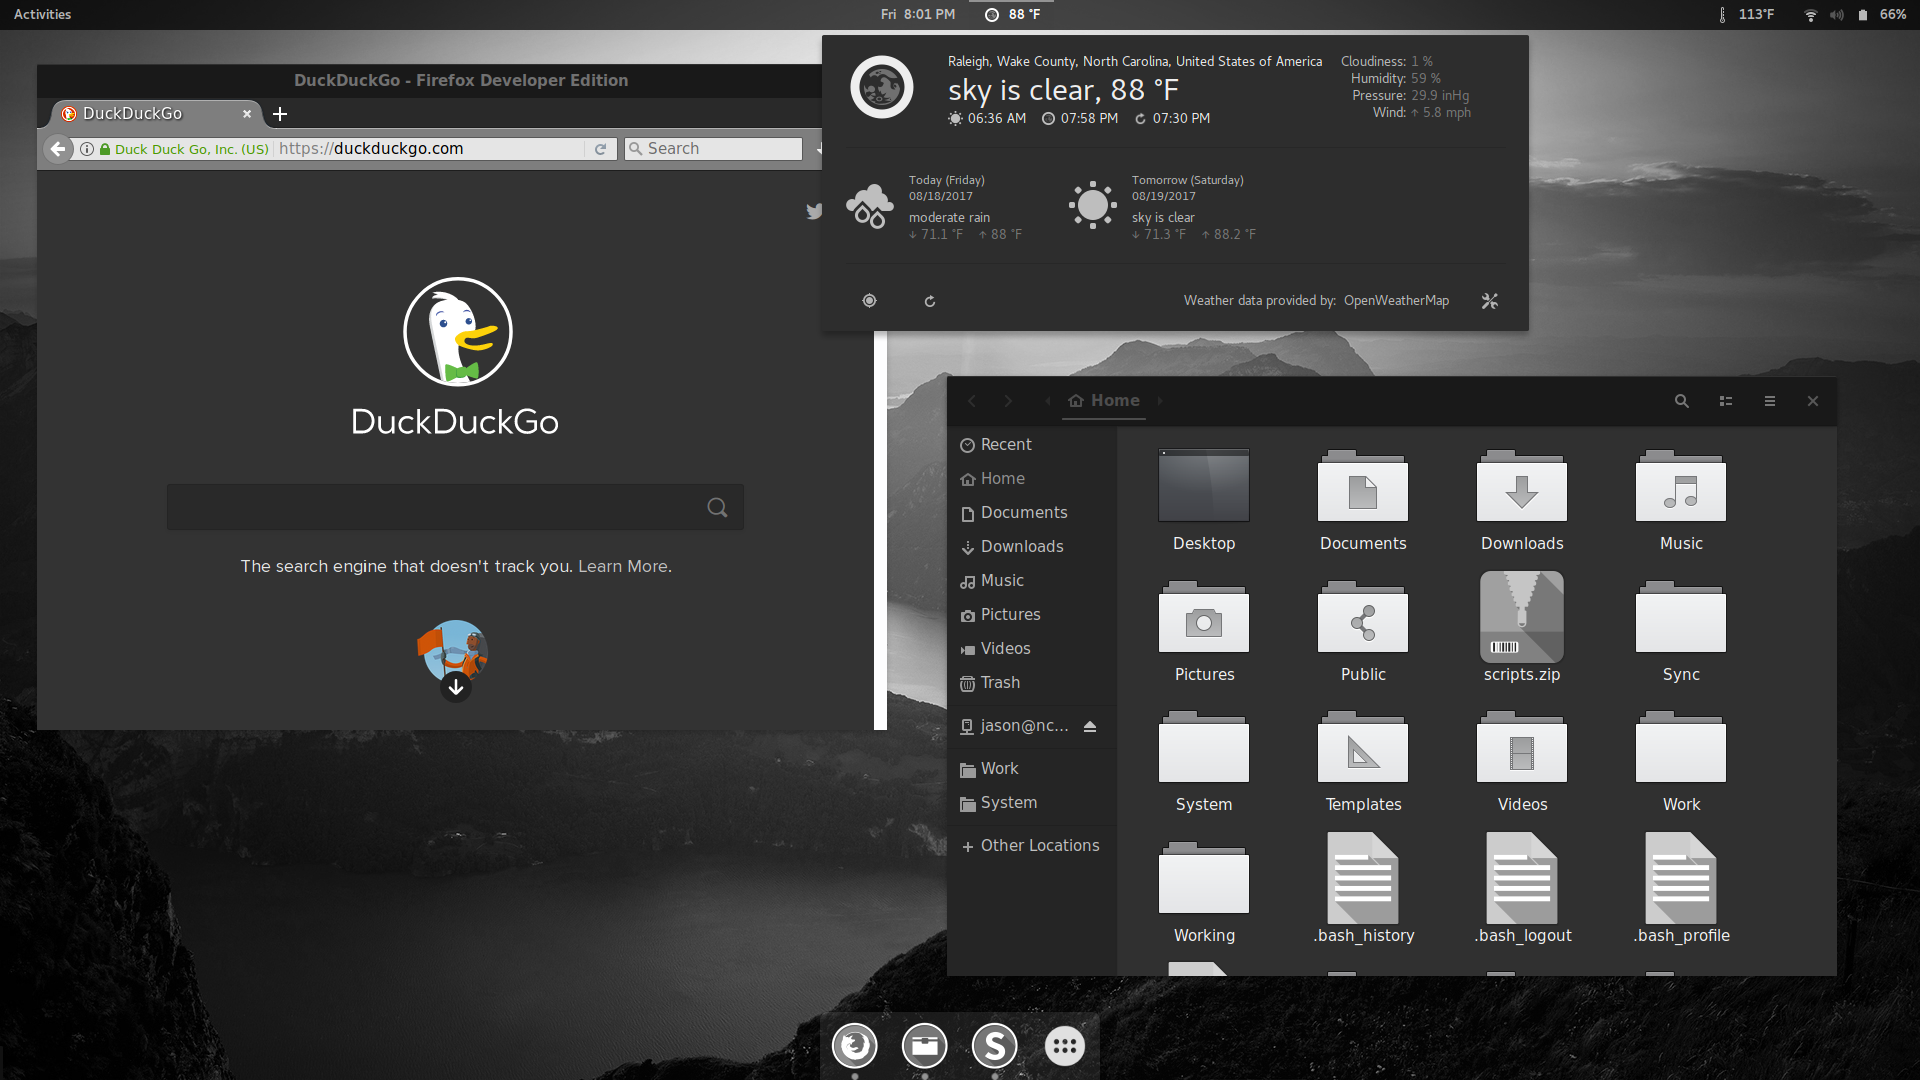 Activities
Fri 8:01 PM
88 °F
113°F
66%
DuckDuckGo - Firefox Developer Edition
DuckDuckGo
Duck Duck Go, Inc. (US)
https://duckduckgo.com
Search
DuckDuckGo
The search engine that doesn't track you. Learn More.
Raleigh, Wake County, North Carolina, United States of America
sky is clear, 88 °F
06:36 AM 07:58 PM 07:30 PM
Cloudiness: 1 %
Humidity: 59 %
Pressure: 29.9 inHg
Wind: ↑ 5.8 mph
Today (Friday)
08/18/2017
moderate rain
↓ 71.1 °F ↑ 88 °F
Tomorrow (Saturday)
08/19/2017
sky is clear
↓ 71.3 °F ↑ 88.2 °F
Weather data provided by: OpenWeatherMap
Home
Recent
Home
Documents
Downloads
Music
Pictures
Videos
Trash
jason@nc...
Work
System
Other Locations
Desktop
Documents
Downloads
Music
Pictures
Public
scripts.zip
Sync
System
Templates
Videos
Work
Working
.bash_history
.bash_logout
.bash_profile
S